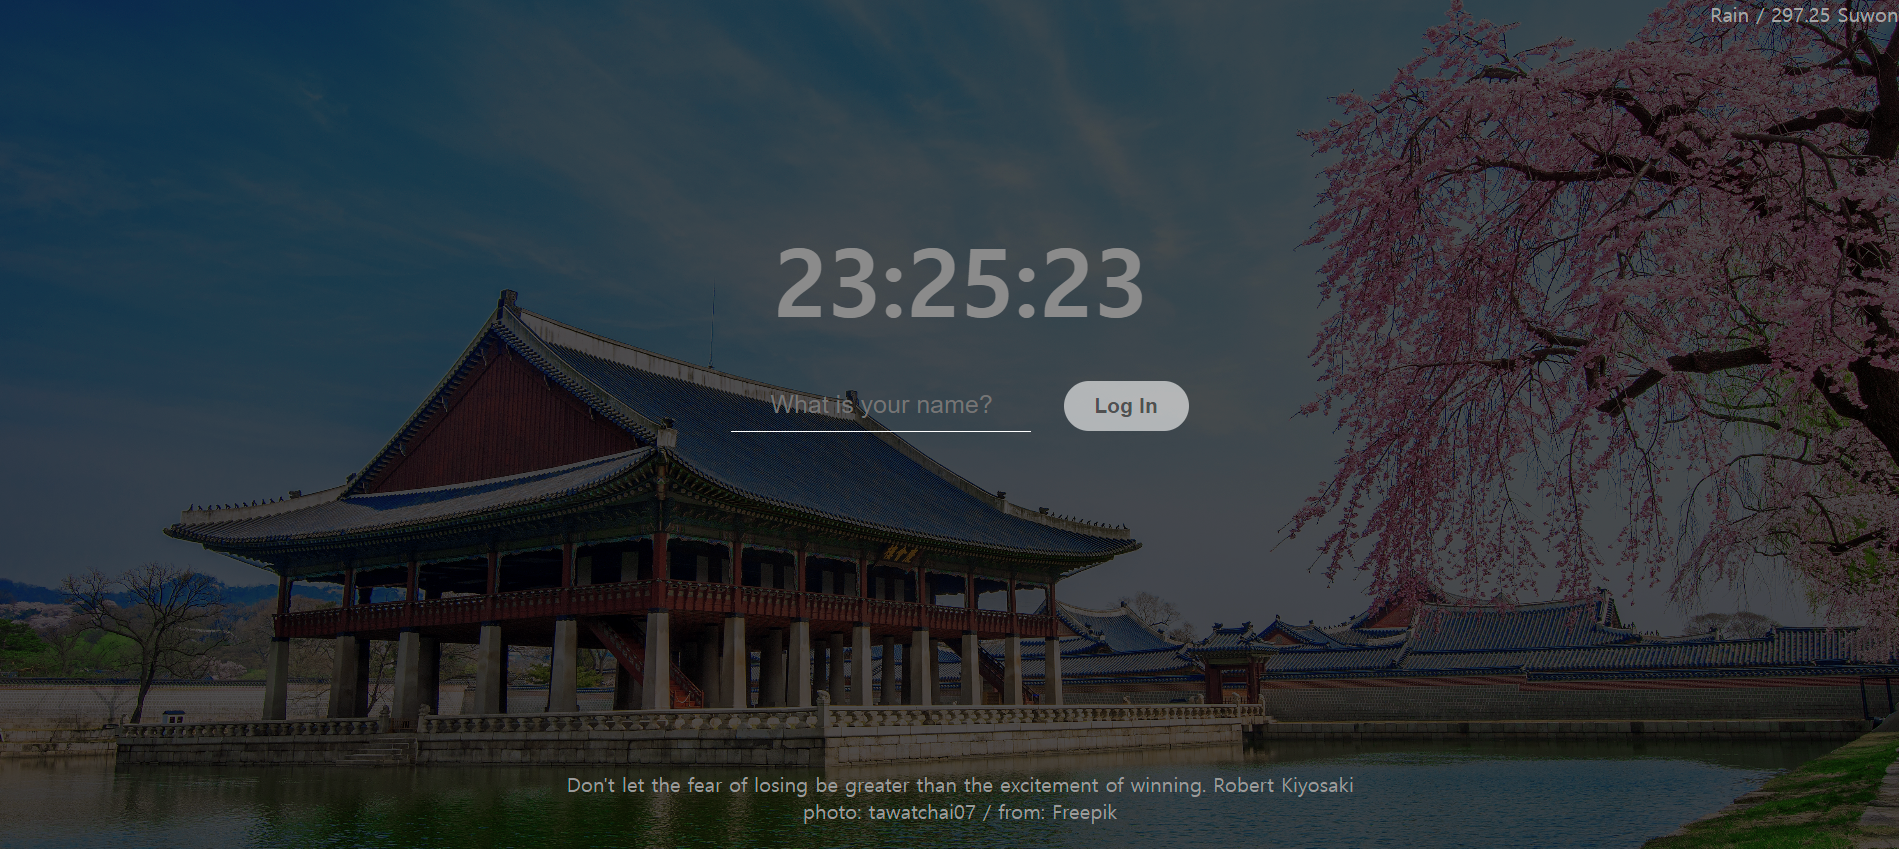 Rain / 297.25 Suwon
23:25:23
What is your name?
Log In
Don't let the fear of losing be greater than the excitement of winning. Robert Kiyosaki
photo: tawatchai07 / from: Freepik